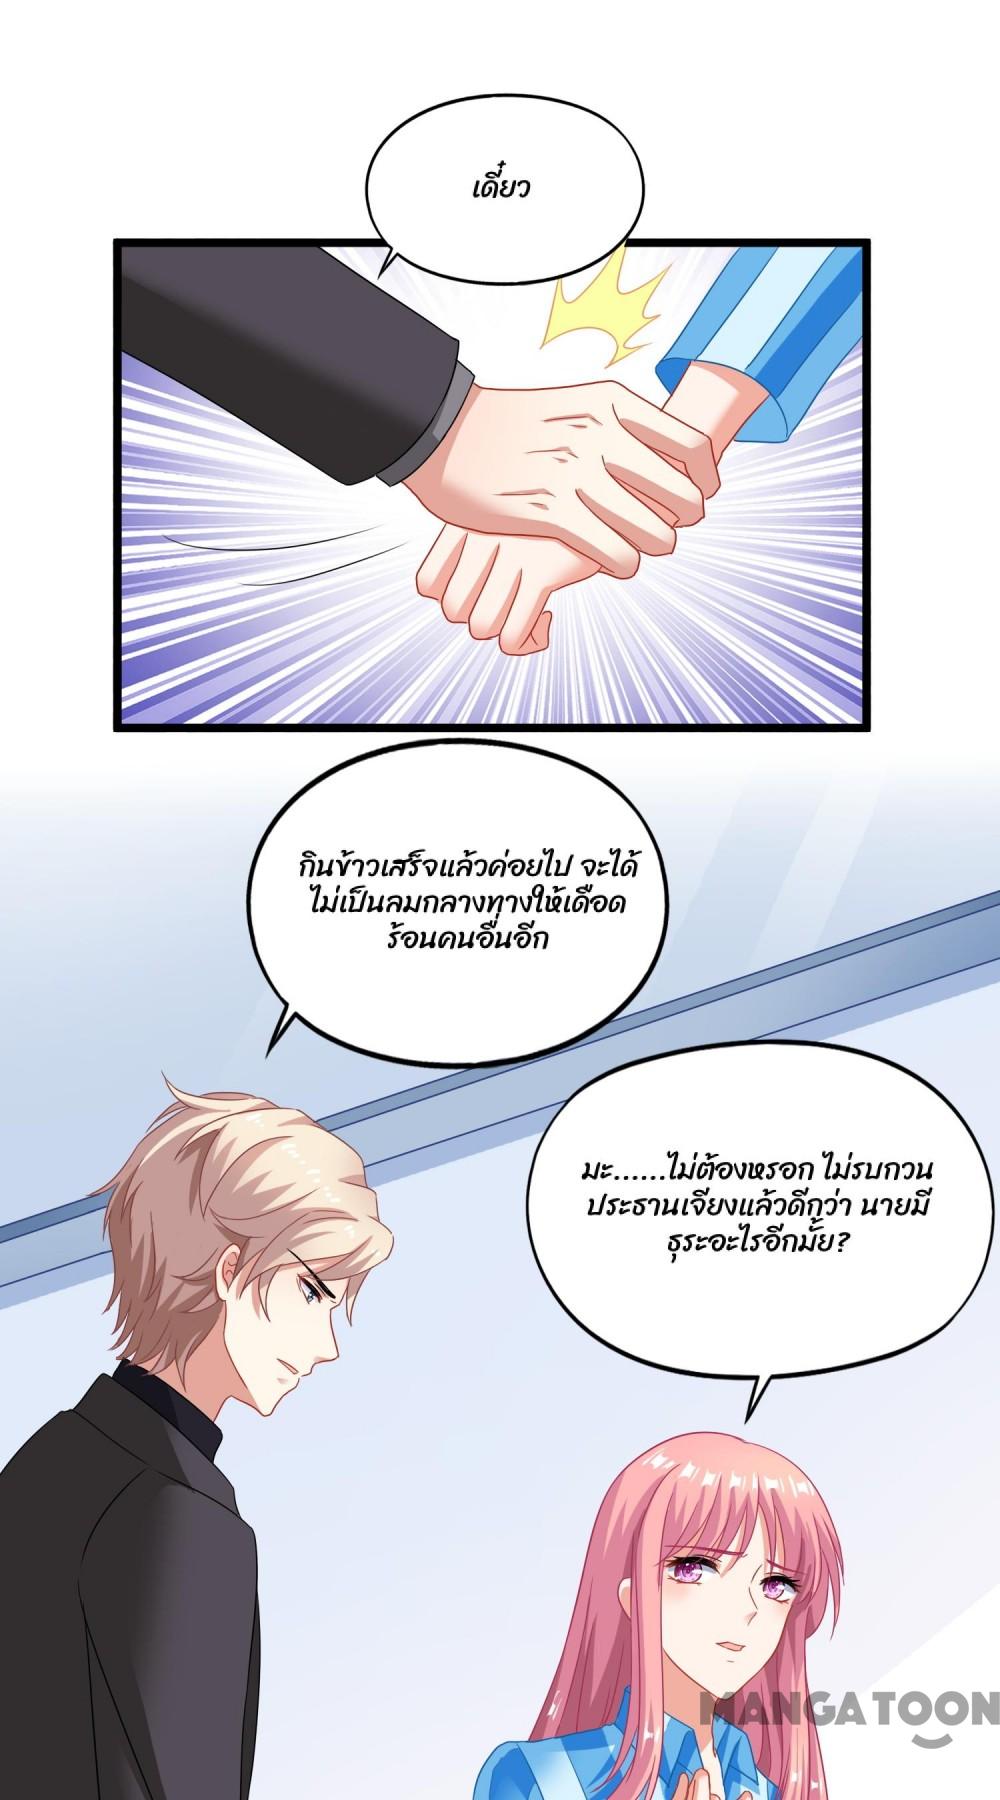 เดี๋ยว
กินข้าวเสร็จแล้วค่อยไป จะได้
ไม่เป็นลมกลางทางให้เดือด
ร้อนคนอื่นอีก
มะ......ไม่ต้องหรอก ไม่รบกวน
ประธานเจียงแล้วดีกว่า นายมี
ธุระอะไรอีกมั้ย?
MANGATOON